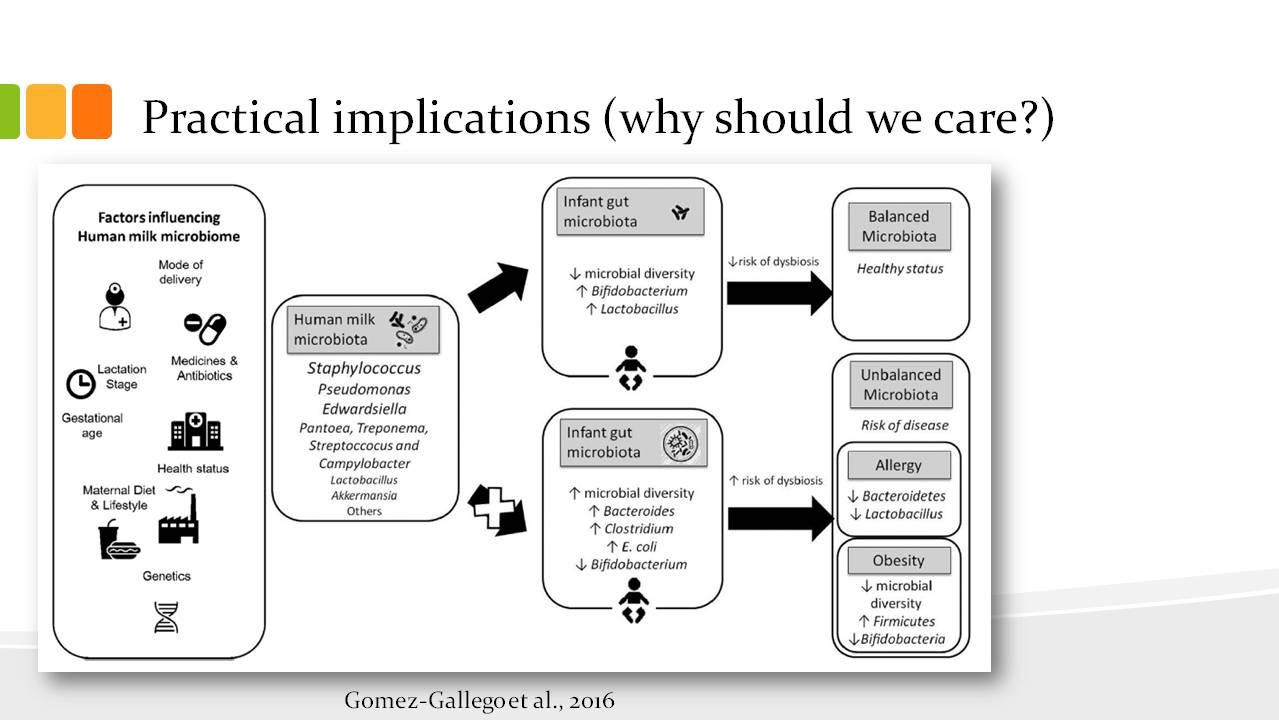 Practical implications (why should we care?)
Factors influencing
Human milk microbiome
Mode of
delivery
Medicines &
Antibiotics
Lactation
Stage
Gestational
age
Health status
Maternal Diet
& Lifestyle
Genetics
Human milk
microbiota
Staphylococcus
Pseudomonas
Edwardsiella
Pantoea, Treponema,
Streptoccocus and
Campylobacter
Lactobacillus
Akkermansia
Others
Infant gut
microbiota
↓ microbial diversity
↑ Bifidobacterium
↑ Lactobacillus
↓risk of dysbiosis
Balanced
Microbiota
Healthy status
Infant gut
microbiota
↑ microbial diversity
↑ Bacteroides
↑ Clostridium
↑ E. coli
↓ Bifidobacterium
↑ risk of dysbiosis
Unbalanced
Microbiota
Risk of disease
Allergy
↓ Bacteroidetes
↓ Lactobacillus
Obesity
↓ microbial
diversity
↑ Firmicutes
↓Bifidobacteria
Gomez-Gallego et al., 2016